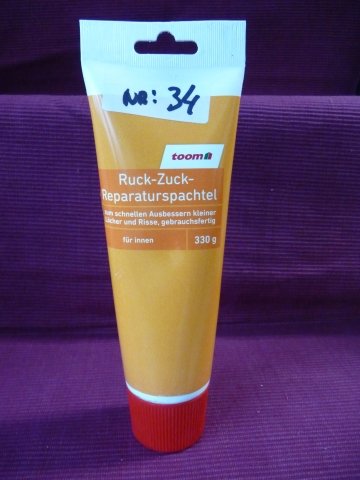 NR: 34
toom
Ruck-Zuck-
Reparaturspachtel
zum schnellen Ausbessern kleiner
Löcher und Risse, gebrauchsfertig
für innen 330 g